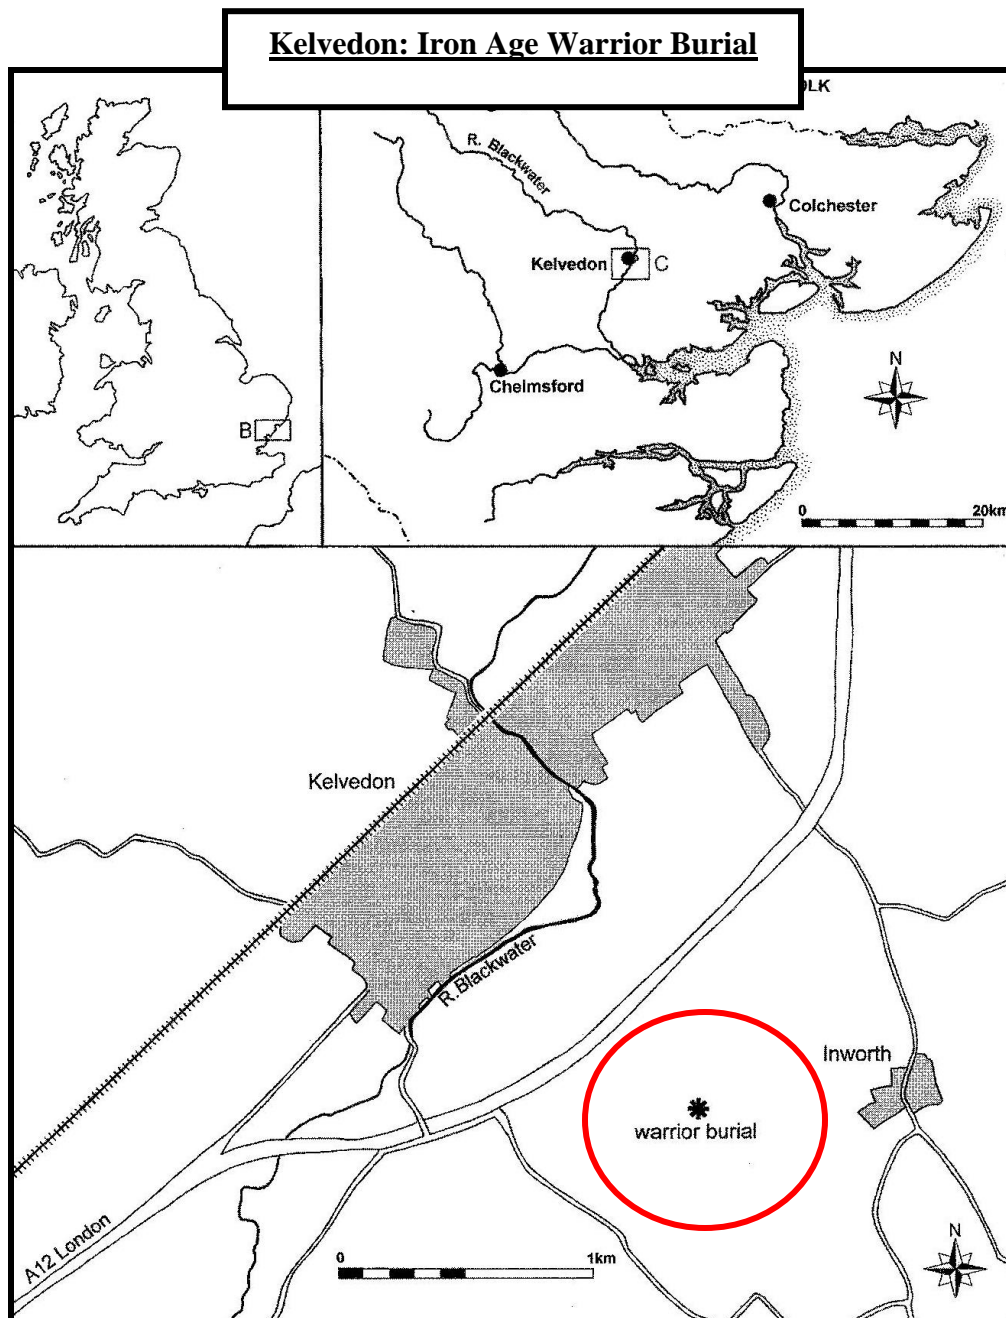 Kelvedon: Iron Age Warrior Burial
OLK
R. Blackwater
Colchester
Kelvedon
C
N
B
Chelmsford
0 20km
Kelvedon
R. Blackwater
Inworth
warrior burial
A12 London
0 1km
N